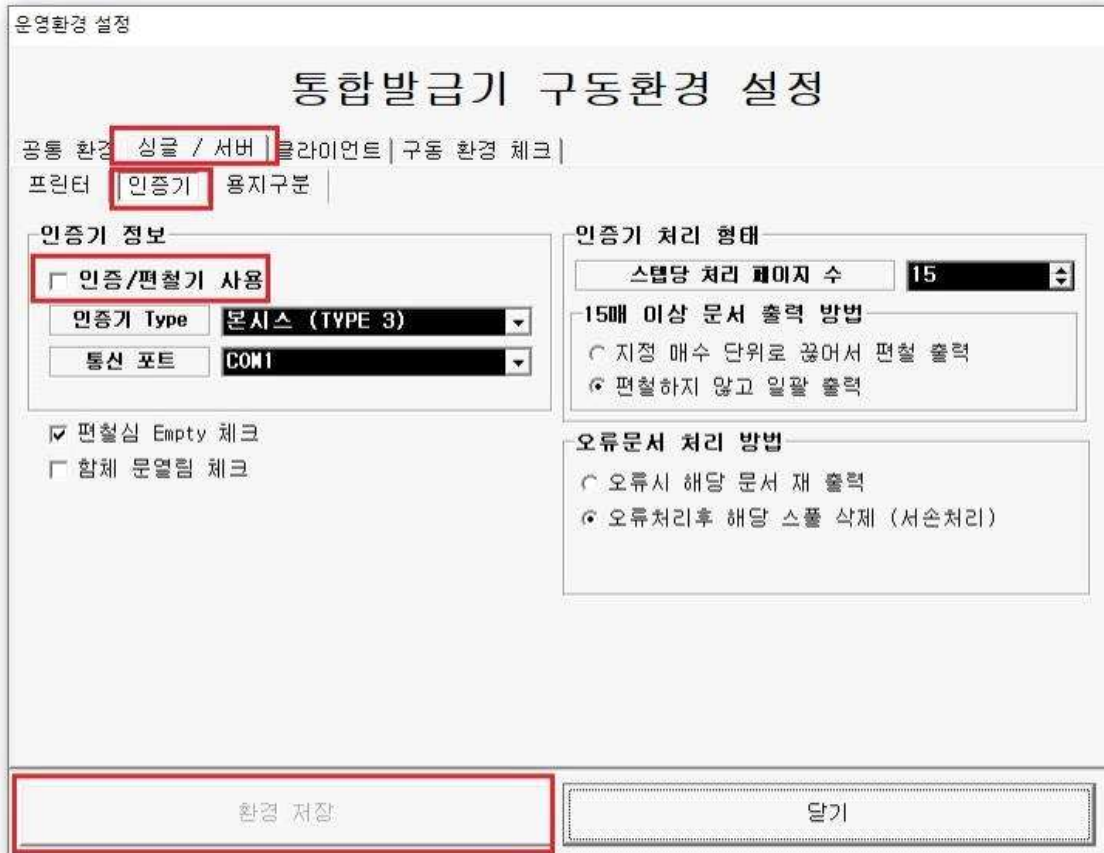 운영환경 설정
통합발급기 구동환경 설정
공통 환경 싱글 / 서버 클라이언트 구동 환경 체크
프린터 인증기 용지구분
인증기 정보
인증/편철기 사용
인증기 Type 본시스 (TYPE 3)
통신 포트 COM1
편철심 Empty 체크
함체 문열림 체크
인증기 처리 형태
스텝당 처리 페이지 수 15
15매 이상 문서 출력 방법
지정 매수 단위로 끊어서 편철 출력
편철하지 않고 일괄 출력
오류문서 처리 방법
오류시 해당 문서 재 출력
오류처리후 해당 스풀 삭제 (서손처리)
환경 저장 닫기